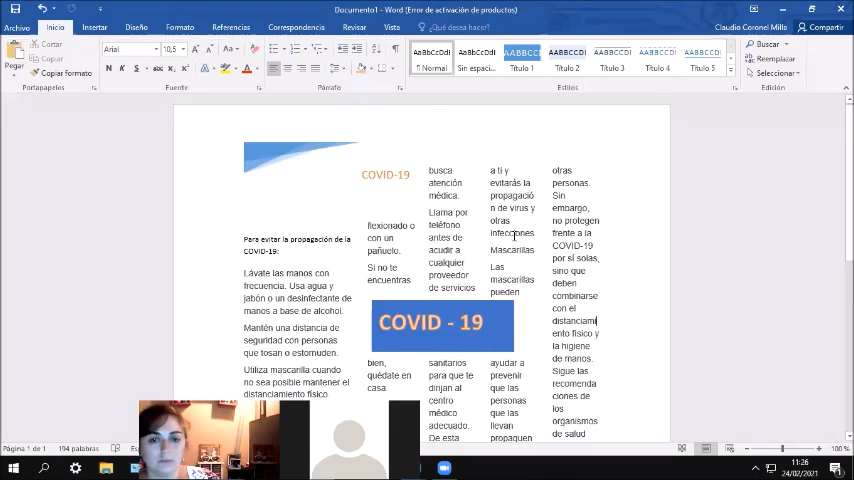 Documento1 - Word (Error de activación de productos)
Archivo Inicio Insertar Diseño Formato Referencias Correspondencia Revisar Vista ¿Qué desea hacer? Claudio Coronel Milla Compartir
Pegar
Cortar
Copiar
Copiar formato
Portapapeles
Arial 10,5
N K S abc X₂ X²
Fuente
Párrafo
AaBbCcDd AaBbCcDd AABBCCD AABBCCD AABBCCDI AABBCCDI AABBCCDI
¶ Normal Sin espaci... Título 1 Título 2 Título 3 Título 4 Título 5
Estilos
Buscar
Reemplazar
Seleccionar
Edición
COVID-19
Para evitar la propagación de la
COVID-19:
Lávate las manos con
frecuencia. Usa agua y
jabón o un desinfectante de
manos a base de alcohol.
Mantén una distancia de
seguridad con personas
que tosan o estornuden.
Utiliza mascarilla cuando
no sea posible mantener el
distanciamiento físico.
flexionado o
con un
pañuelo.
Si no te
encuentras
COVID - 19
bien,
quédate en
casa.
busca
atención
médica.
Llama por
teléfono
antes de
acudir a
cualquier
proveedor
de servicios
sanitarios
para que te
dirijan al
centro
médico
adecuado.
De esta
a ti y
evitarás la
propagació
n de virus y
otras
infecciones.
Mascarillas
Las
mascarillas
pueden
ayudar a
prevenir
que las
personas
que las
llevan
propaguen
otras
personas.
Sin
embargo,
no protegen
frente a la
COVID-19
por sí solas,
sino que
deben
combinarse
con el
distanciami
ento físico y
la higiene
de manos.
Sigue las
recomenda
ciones de
los
organismos
de salud
Página 1 de 1 194 palabras
100 %
11:26
24/02/2021